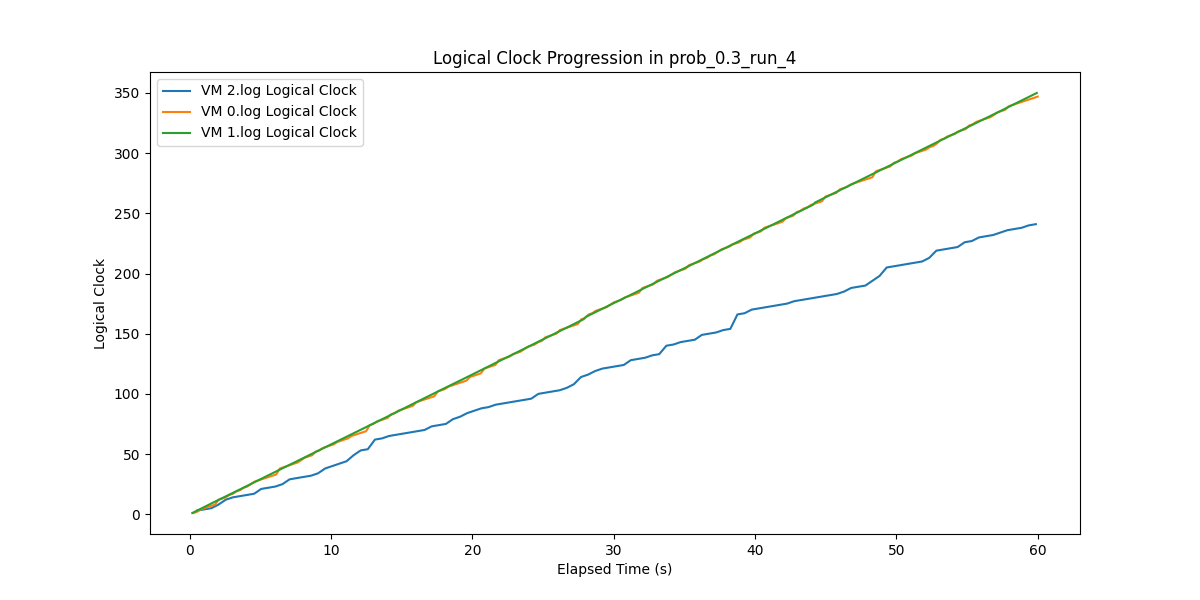 Logical Clock Progression in prob_0.3_run_4
VM 2.log Logical Clock
VM 0.log Logical Clock
VM 1.log Logical Clock
Logical Clock
350
300
250
200
150
100
50
0
0 10 20 30 40 50 60
Elapsed Time (s)